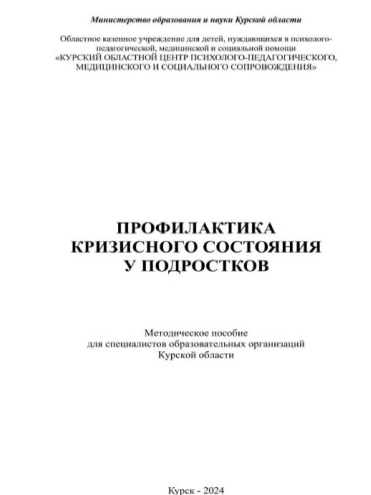 Министерство образования и науки Курской области
Областное казенное учреждение для детей, нуждающихся в психолого-
педагогической, медицинской и социальной помощи
«КУРСКИЙ ОБЛАСТНОЙ ЦЕНТР ПСИХОЛОГО-ПЕДАГОГИЧЕСКОГО,
МЕДИЦИНСКОГО И СОЦИАЛЬНОГО СОПРОВОЖДЕНИЯ»
ПРОФИЛАКТИКА
КРИЗИСНОГО СОСТОЯНИЯ
У ПОДРОСТКОВ
Методическое пособие
для специалистов образовательных организаций
Курской области
Курск - 2024